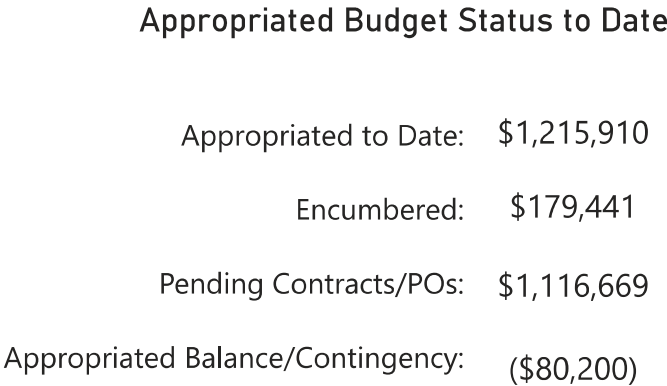 Appropriated Budget Status to Date
Appropriated to Date: $1,215,910
Encumbered: $179,441
Pending Contracts/POs: $1,116,669
Appropriated Balance/Contingency: ($80,200)